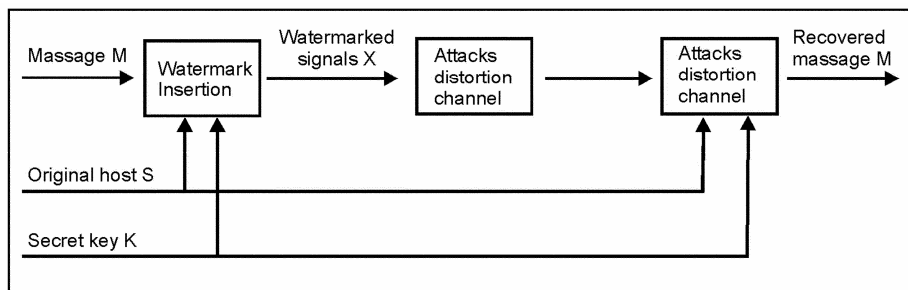 Massage M
Watermark
Insertion
Watermarked
signals X
Attacks
distortion
channel
Attacks
distortion
channel
Recovered
massage M
Original host S
Secret key K